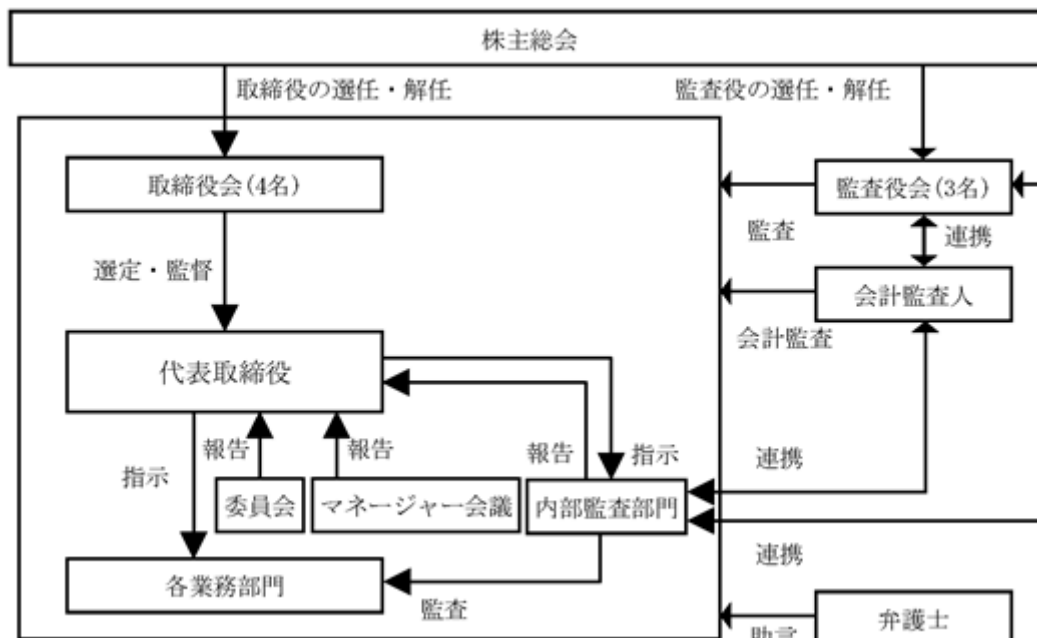 株主総会
取締役の選任・解任
監査役の選任・解任
取締役会(4名)
監査役会(3名)
監査
連携
選定・監督
会計監査人
会計監査
代表取締役
報告
報告
報告
指示
指示
連携
委員会
マネージャー会議
内部監査部門
連携
各業務部門
監査
弁護士
助言